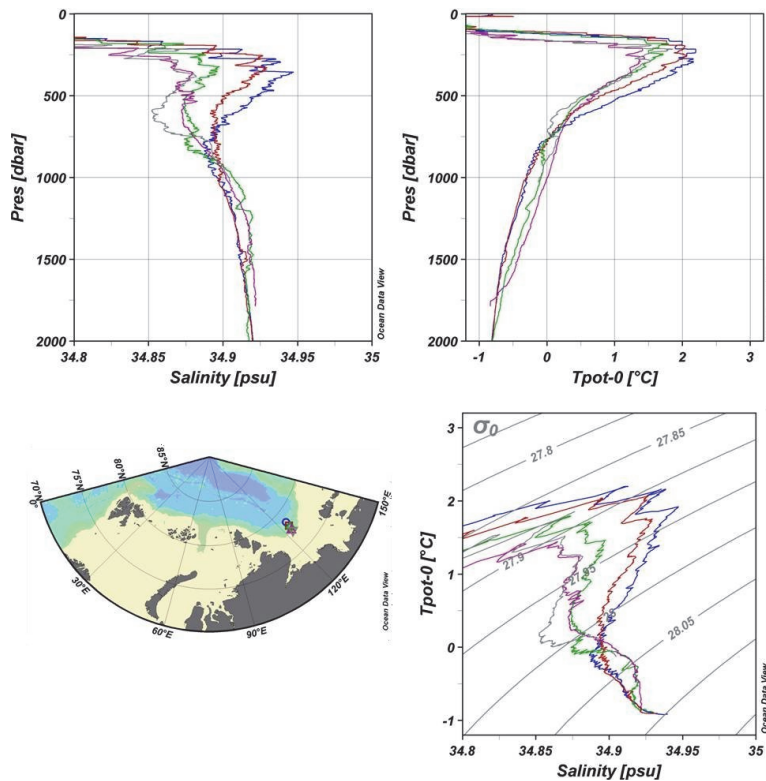 0
500
1000
1500
2000
Pres [dbar]
34.8
34.85
34.9
34.95
35
Salinity [psu]
Ocean Data View
0
500
1000
1500
2000
Pres [dbar]
-1
0
1
2
3
Tpot-0 [°C]
70°N
75°N
80°N
85°N
0°
30°E
60°E
90°E
120°E
150°E
Ocean Data View
σ0
27.8
27.85
27.9
27.95
28.05
3
2
1
0
-1
Tpot-0 [°C]
34.8
34.85
34.9
34.95
35
Salinity [psu]
Ocean Data View